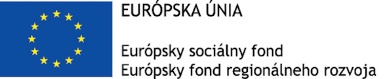 EURÓPSKA ÚNIA
Európsky sociálny fond
Európsky fond regionálneho rozvoja